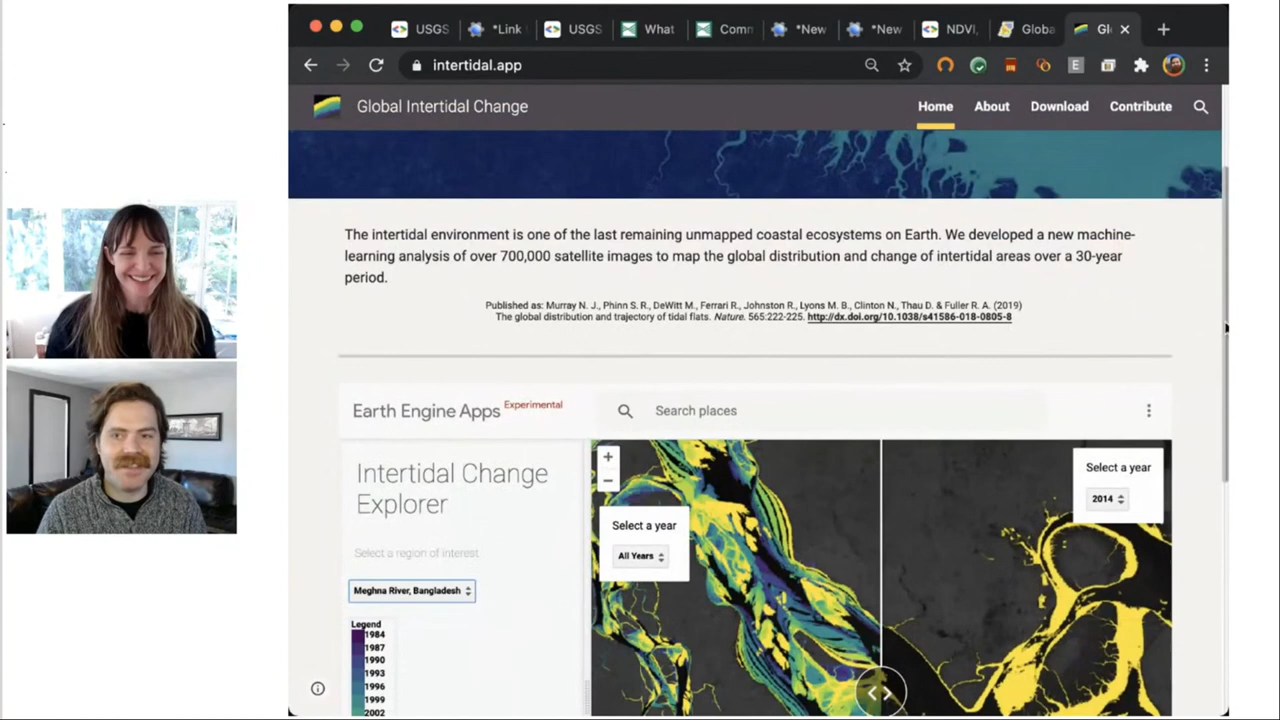 USGS
*Link
USGS
What
Comm
*New
*New
NDVI,
Globa
Gl
intertidal.app
E
Global Intertidal Change
Home About Download Contribute
The intertidal environment is one of the last remaining unmapped coastal ecosystems on Earth. We developed a new machine-
learning analysis of over 700,000 satellite images to map the global distribution and change of intertidal areas over a 30-year
period.
Published as: Murray N. J., Phinn S. R., DeWitt M., Ferrari R., Johnston R., Lyons M. B., Clinton N., Thau D. & Fuller R. A. (2019)
The global distribution and trajectory of tidal flats. Nature. 565:222-225. http://dx.doi.org/10.1038/s41586-018-0805-8
Earth Engine Apps Experimental
Search places
Intertidal Change
Explorer
Select a region of interest
Meghna River, Bangladesh
Legend
1984
1987
1990
1993
1996
1999
2002
Select a year
All Years
Select a year
2014